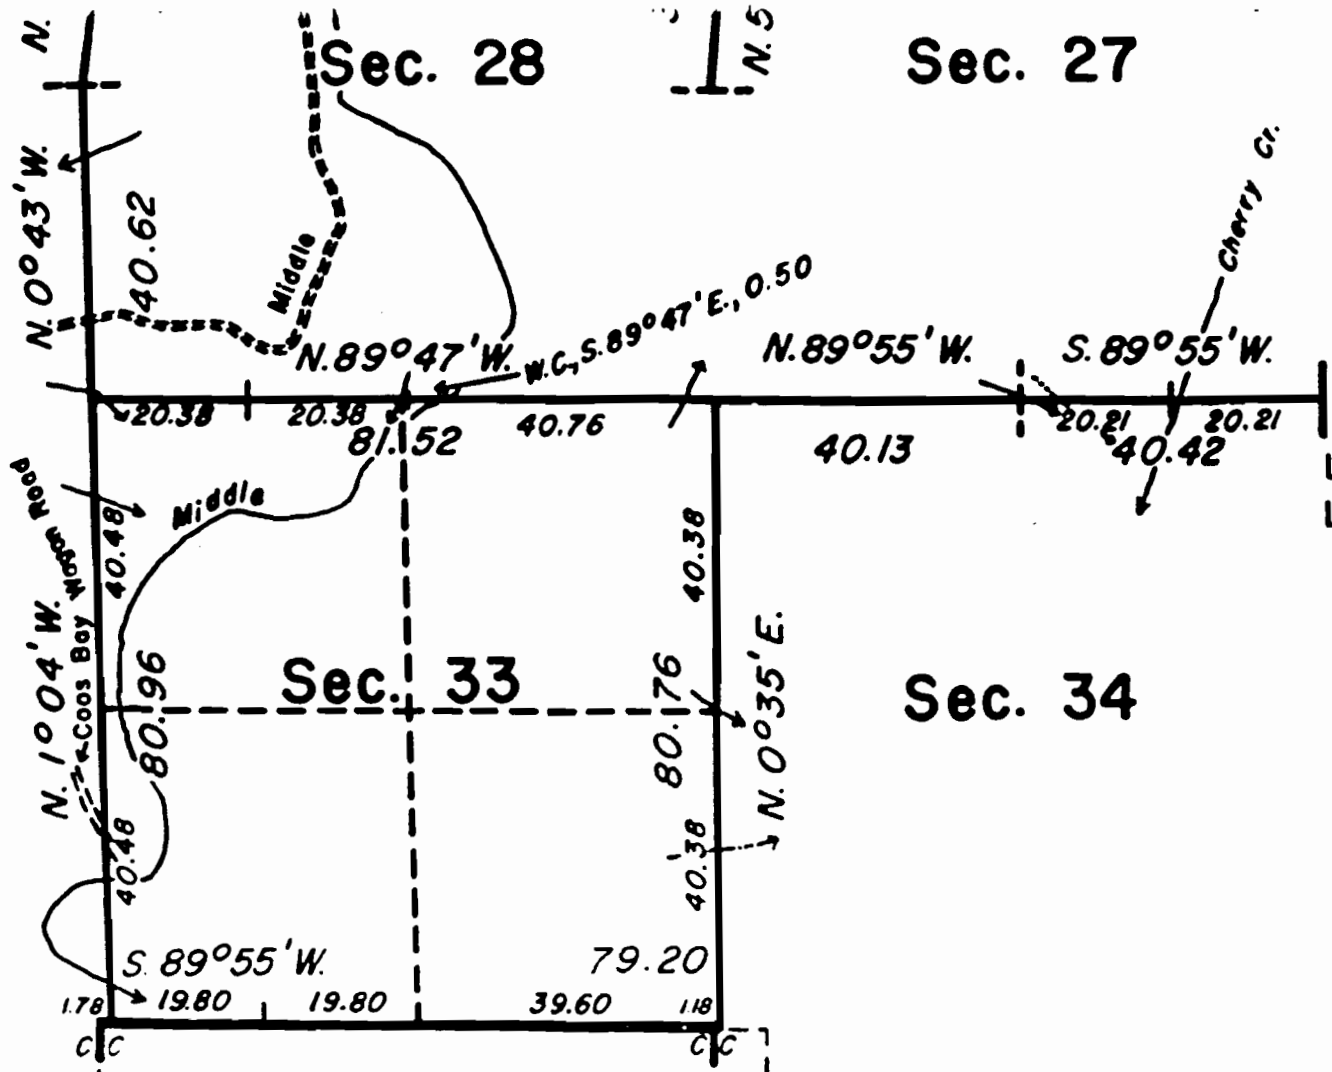 N.
Sec. 28
N. 5
Sec. 27
N. 0°43'W.
40.62
Middle
Cherry Cr.
N. 89°47'W.
W.C., S. 89°47'E., 0.50
N. 89°55'W.
S. 89°55'W.
20.38
20.38
40.76
20.21
20.21
81.52
40.13
40.42
Middle
Coos Bay Wagon Road
40.48
40.38
N. 1°04'W.
80.96
Sec. 33
80.76
N. 0°35'E.
Sec. 34
40.48
40.38
S. 89°55'W.
79.20
1.78
19.80
19.80
39.60
1.18
C C
C C